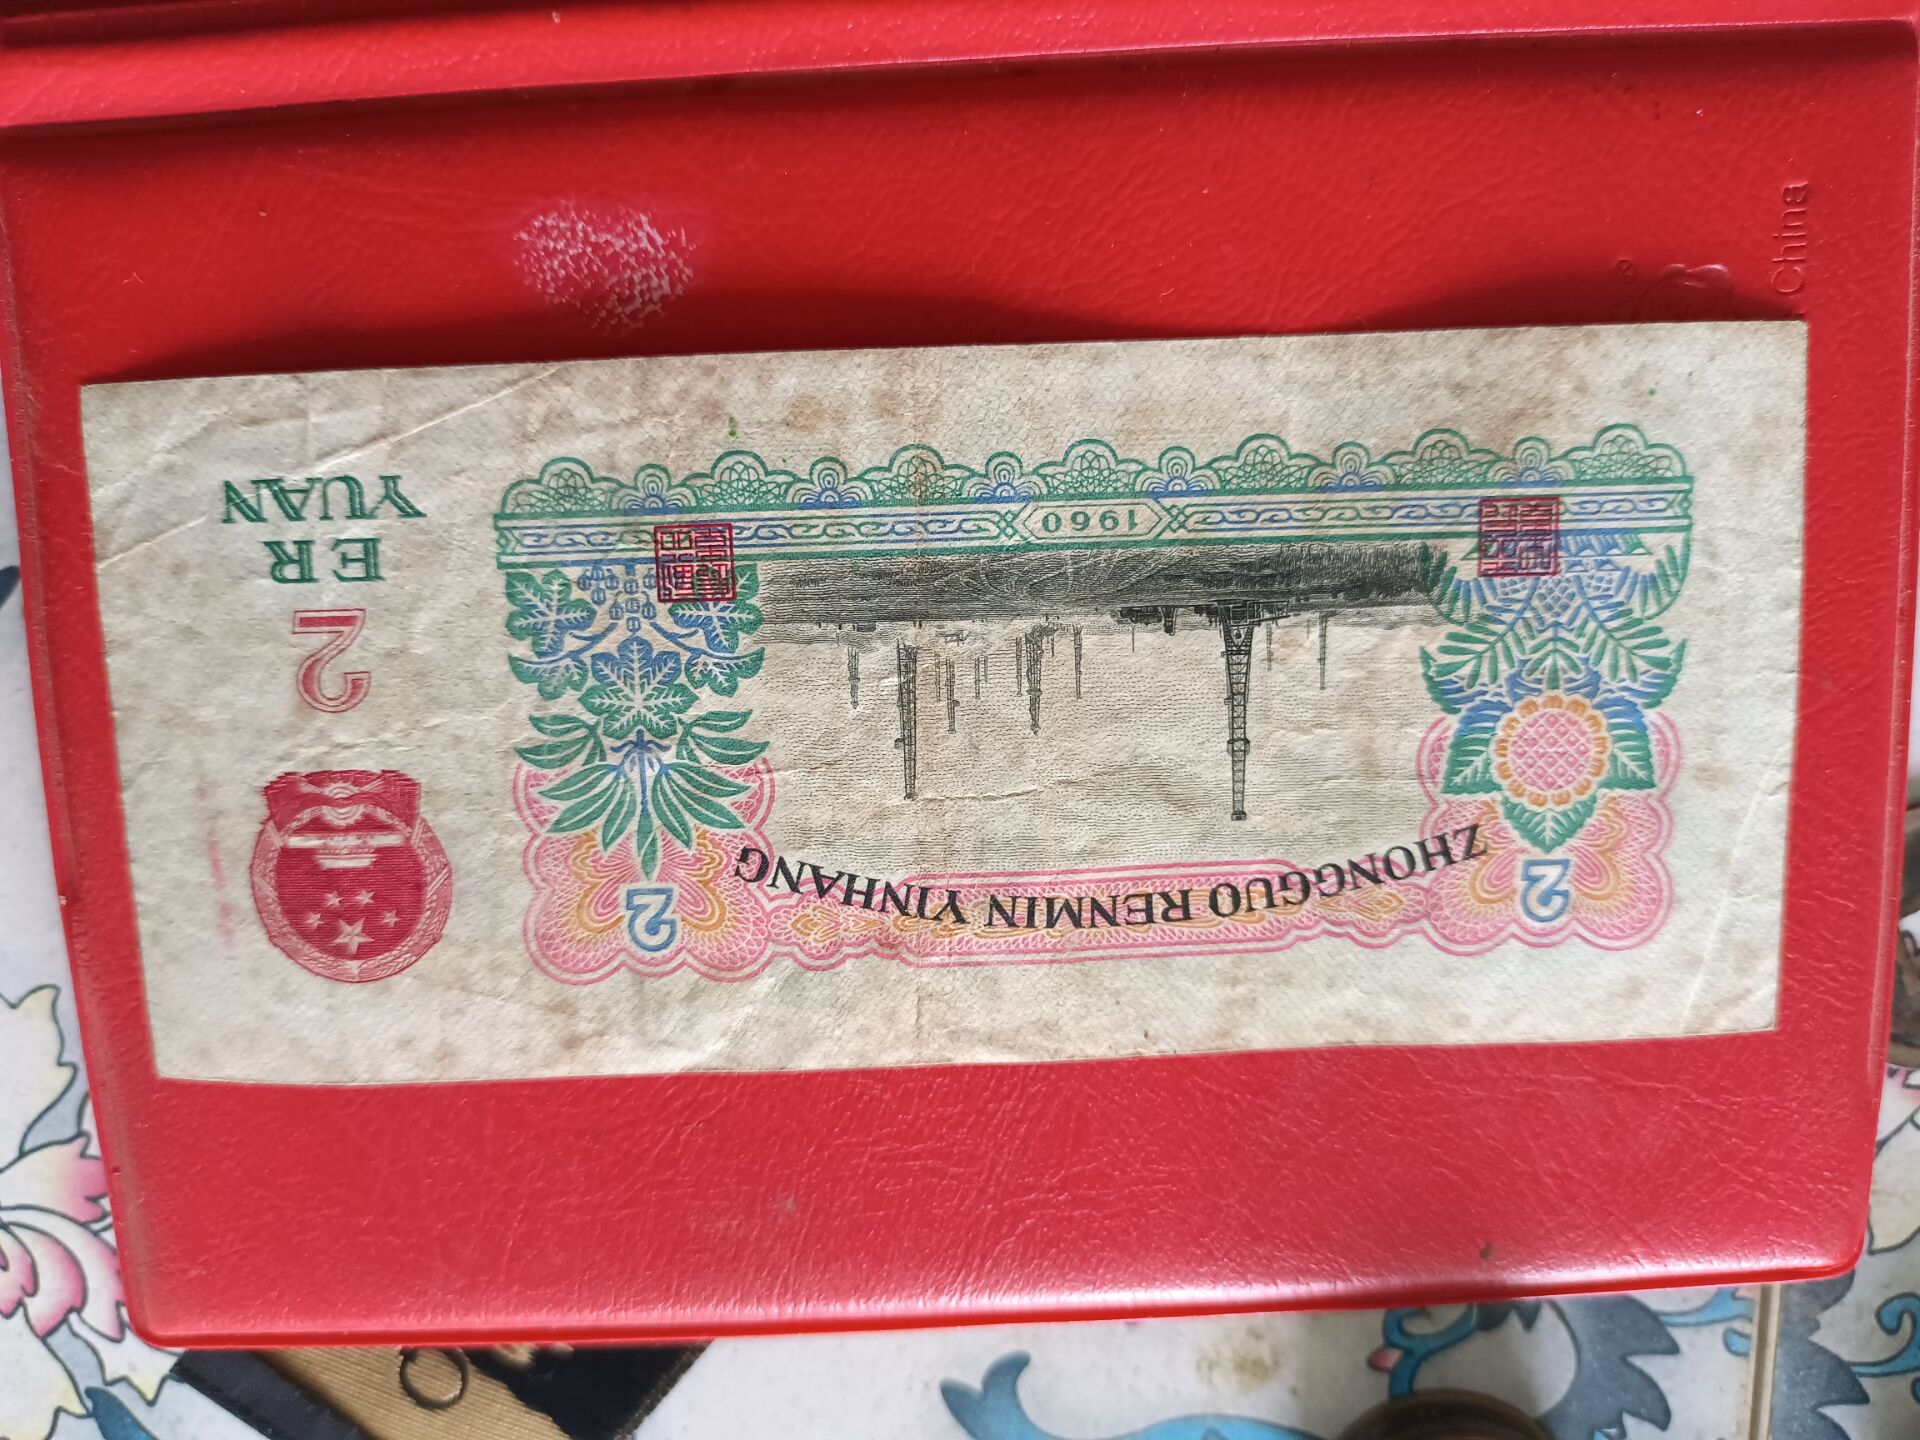 ZHONGGUO RENMIN YINHANG
2
2
2
ER
YUAN
1960
China